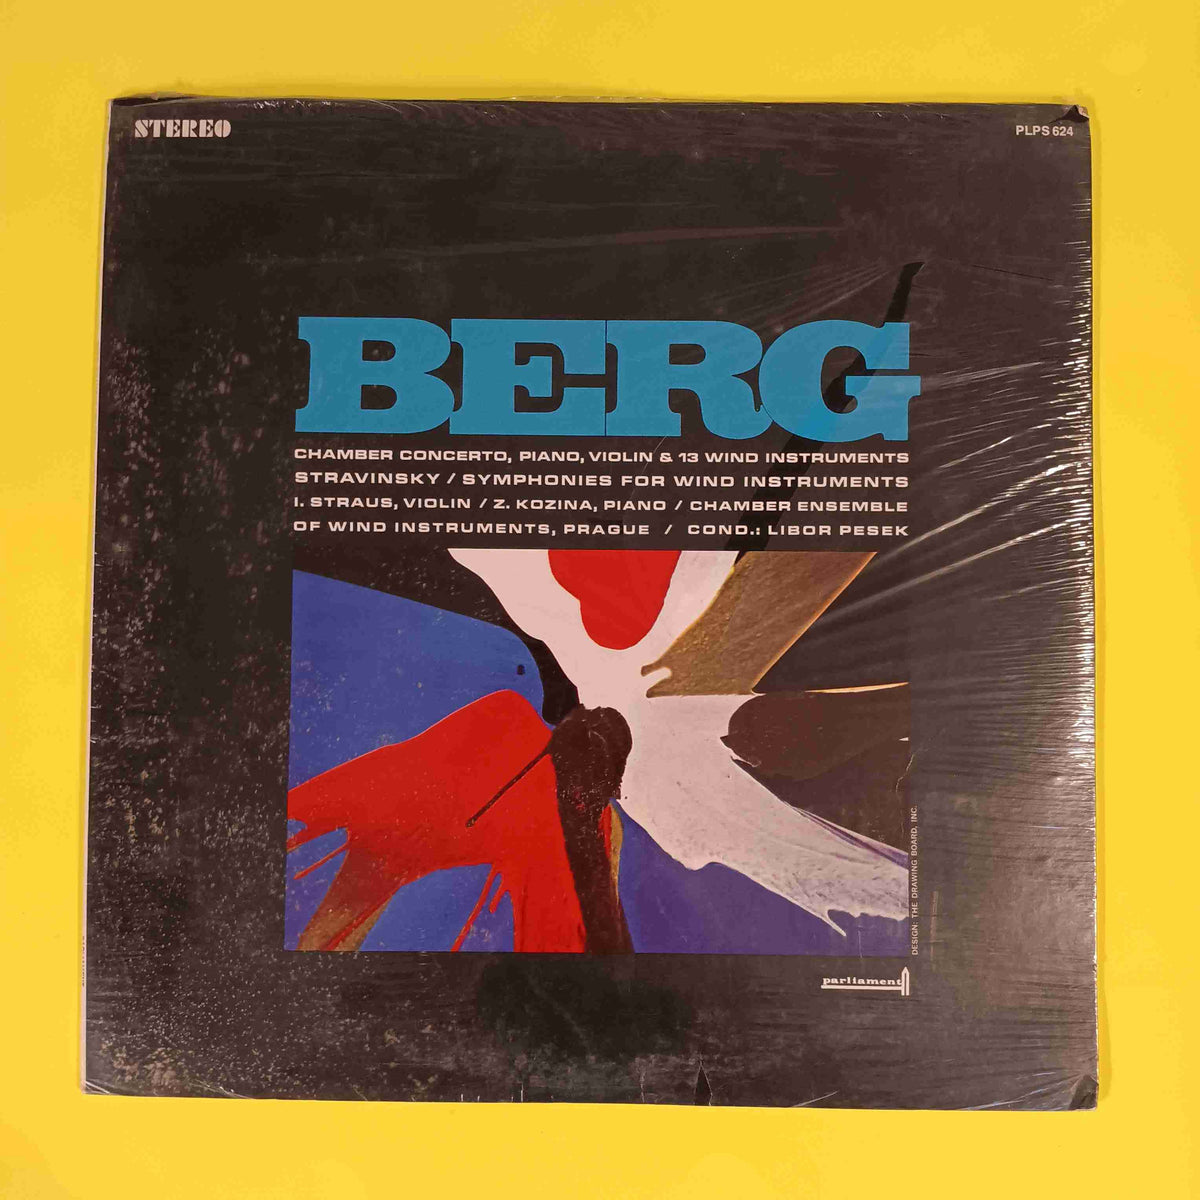 STEREO
PLPS 624
BERG
CHAMBER CONCERTO, PIANO, VIOLIN & 13 WIND INSTRUMENTS
STRAVINSKY / SYMPHONIES FOR WIND INSTRUMENTS
I. STRAUS, VIOLIN / Z. KOZINA, PIANO / CHAMBER ENSEMBLE
OF WIND INSTRUMENTS, PRAGUE / COND.: LIBOR PESEK
DESIGN: THE DRAWING BOARD, INC.
parliament